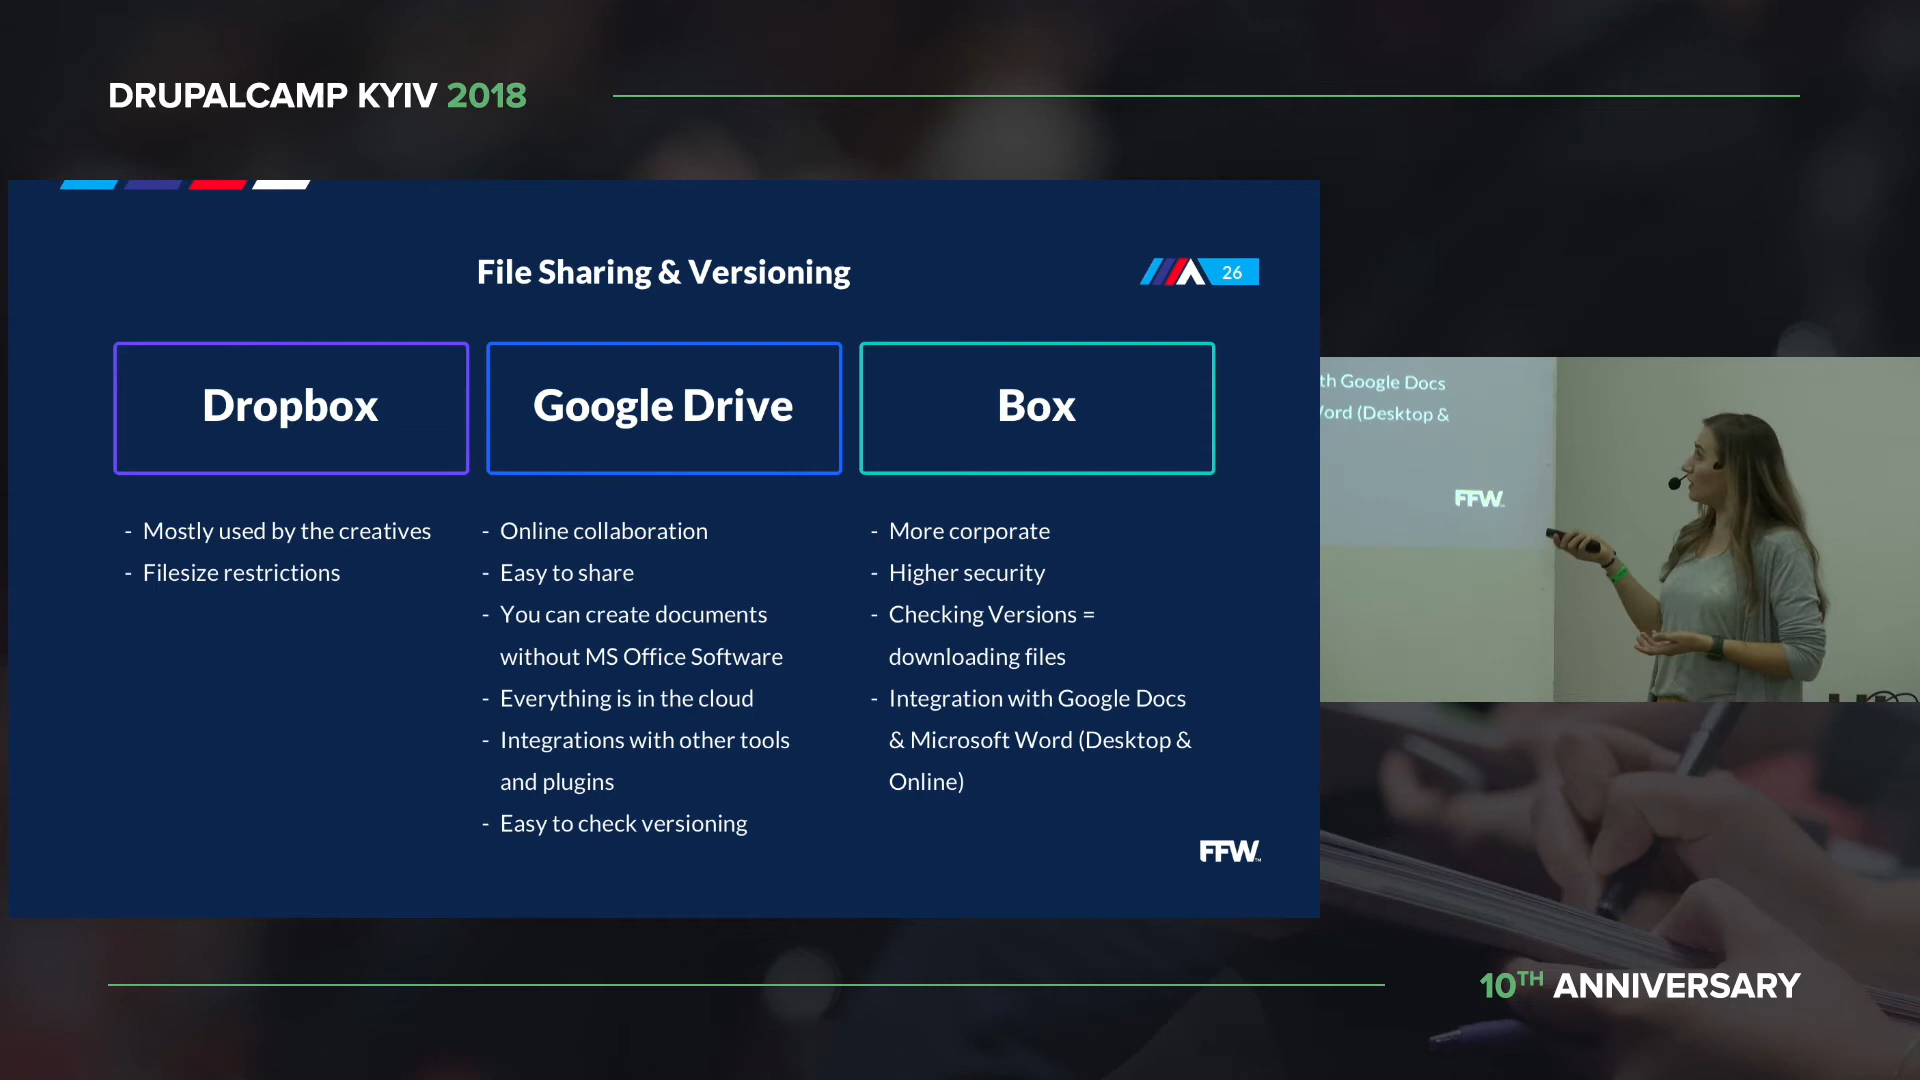 DRUPALCAMP KYIV 2018
File Sharing & Versioning
26
Dropbox
- Mostly used by the creatives
- Filesize restrictions
Google Drive
- Online collaboration
- Easy to share
- You can create documents
without MS Office Software
- Everything is in the cloud
- Integrations with other tools
and plugins
- Easy to check versioning
Box
- More corporate
- Higher security
- Checking Versions =
downloading files
- Integration with Google Docs
& Microsoft Word (Desktop &
Online)
FFW™
th Google Docs
ord (Desktop &
FFW
10TH ANNIVERSARY